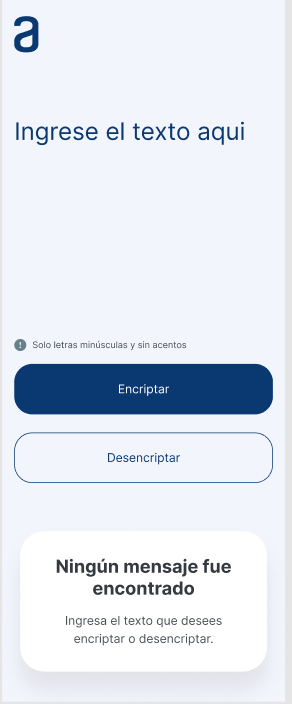 a
Ingrese el texto aqui
Solo letras minúsculas y sin acentos
Encriptar
Desencriptar
Ningún mensaje fue
encontrado
Ingresa el texto que desees
encriptar o desencriptar.